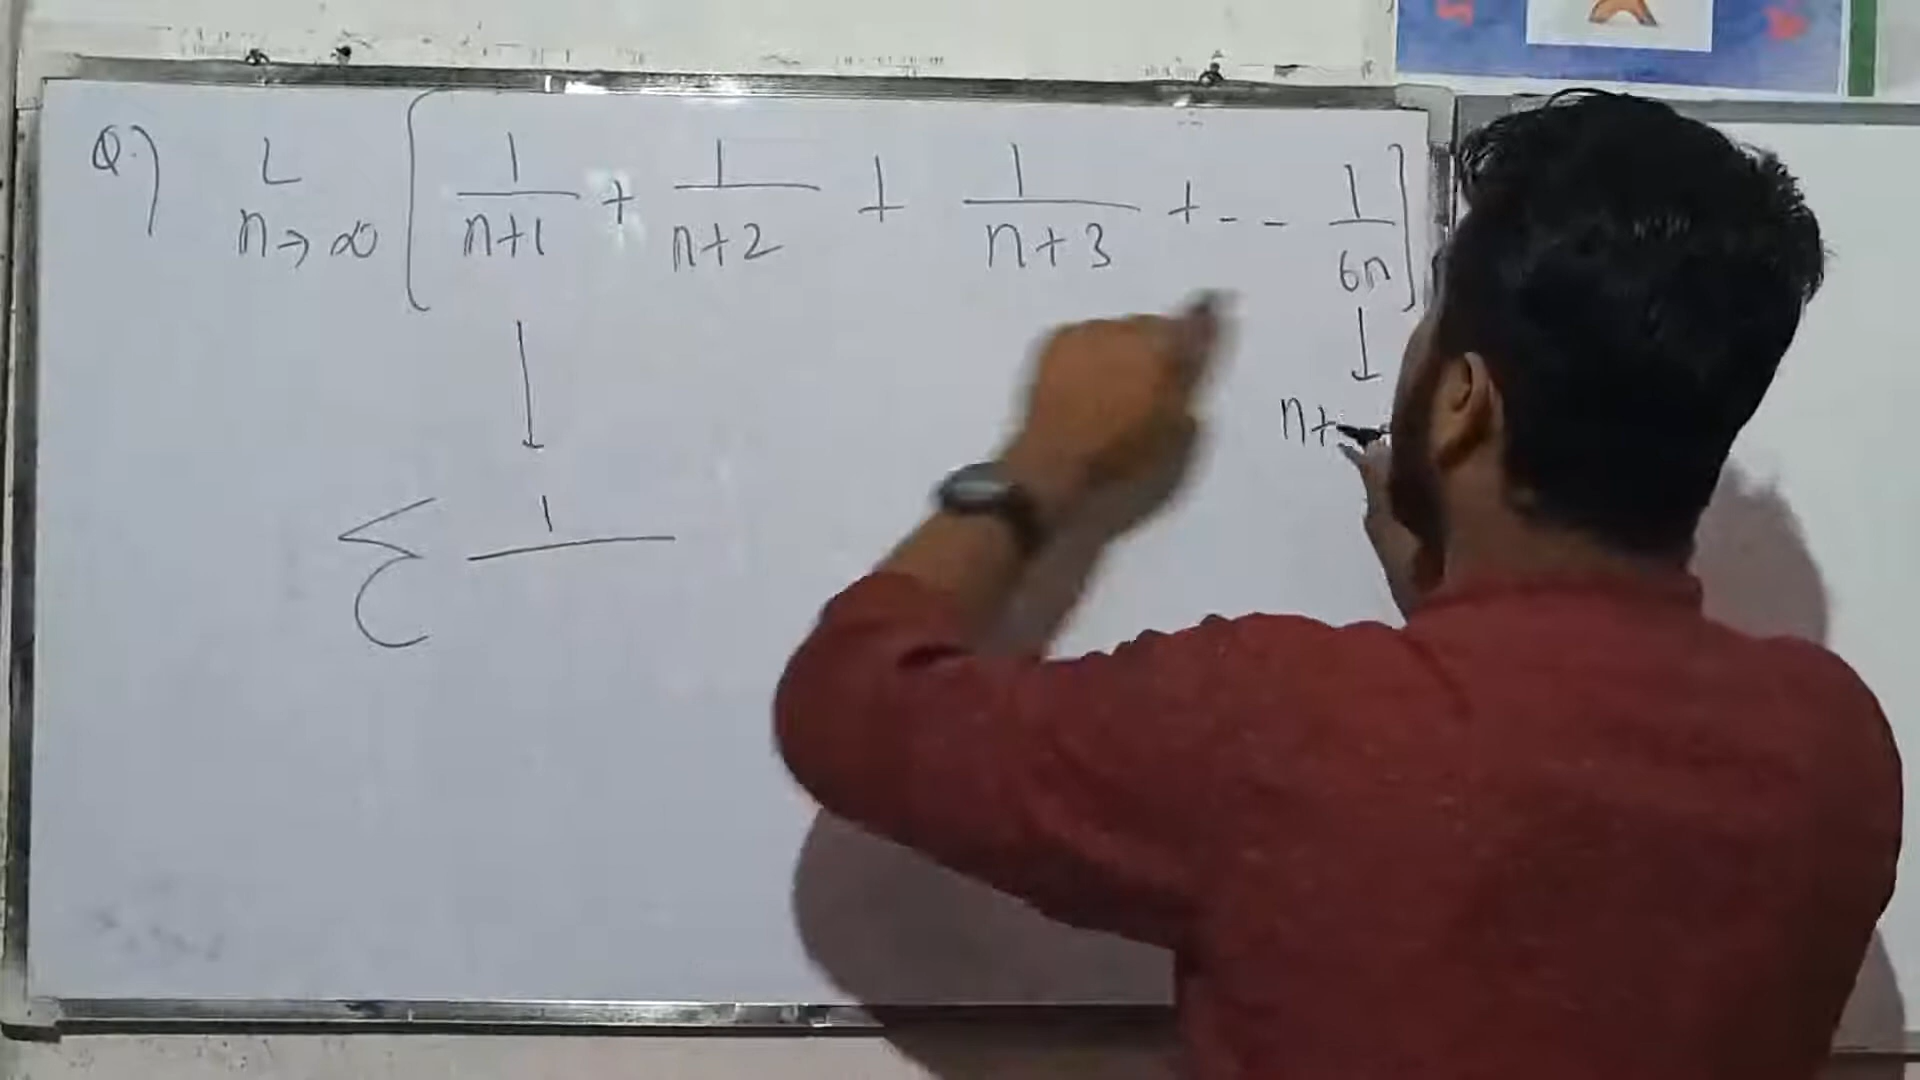 Q.) L n→∞ [ 1/n+1 + 1/n+2 + 1/n+3 + - - 1/6n ]
n+
Σ 1/